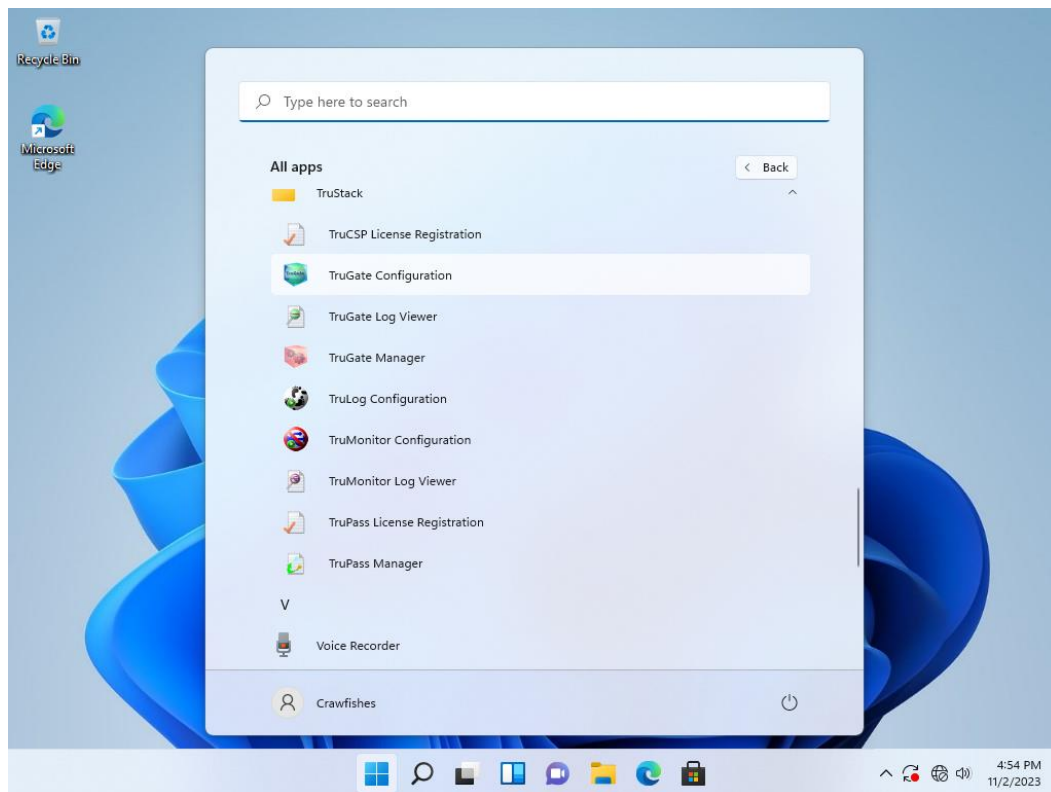 Recycle Bin
Microsoft
Edge
Type here to search
All apps
Back
TruStack
TruCSP License Registration
TruGate Configuration
TruGate Log Viewer
TruGate Manager
TruLog Configuration
TruMonitor Configuration
TruMonitor Log Viewer
TruPass License Registration
TruPass Manager
V
Voice Recorder
Crawfishes
4:54 PM
11/2/2023